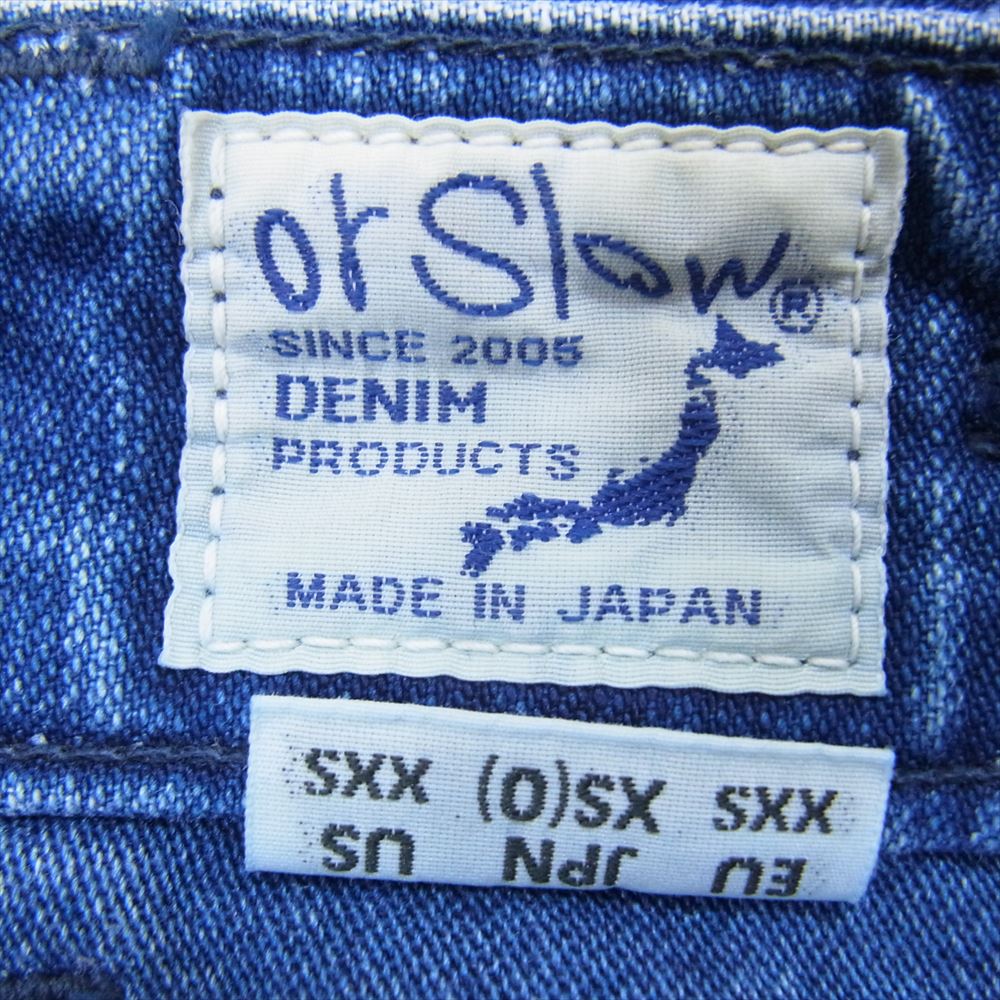 or Slow®
SINCE 2005
DENIM
PRODUCTS
MADE IN JAPAN
EU JPN US
XXS XS(0) XXS